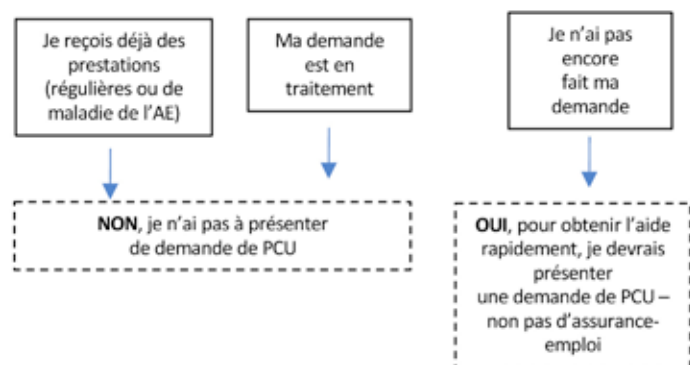 Je reçois déjà des
prestations
(régulières ou de
maladie de l'AE)
Ma demande
est en
traitement
Je n'ai pas
encore
fait ma
demande
NON, je n'ai pas à présenter
de demande de PCU
OUI, pour obtenir l'aide
rapidement, je devrais
présenter
une demande de PCU –
non pas d'assurance-
emploi